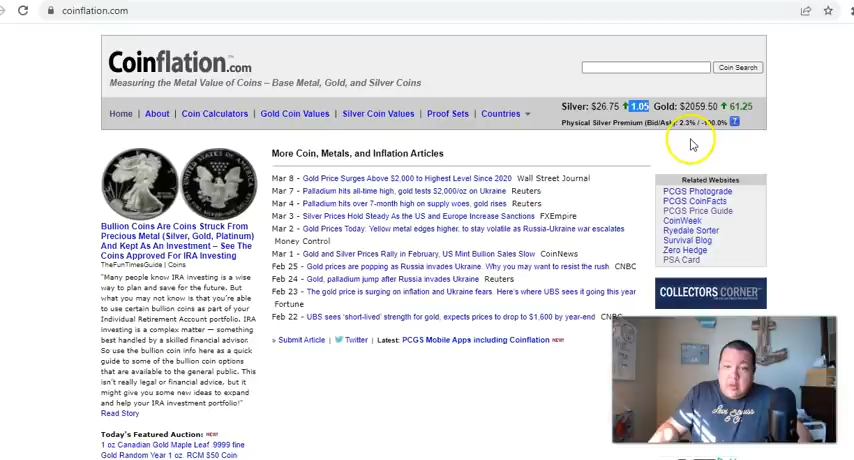 coinflation.com
Coinflation.com
Measuring the Metal Value of Coins – Base Metal, Gold, and Silver Coins
Coin Search
Silver: $26.75 1.05 Gold: $2059.50 61.25
Home | About | Coin Calculators | Gold Coin Values | Silver Coin Values | Proof Sets | Countries
Physical Silver Premium (Bid/Ask): 2.3% / -100.0% ?
Bullion Coins Are Coins Struck From
Precious Metal (Silver, Gold, Platinum)
And Kept As An Investment – See The
Coins Approved For IRA Investing
TheFunTimesGuide | Coins
"Many people know IRA investing is a wise
way to plan and save for the future. But
what you may not know is that you're able
to use certain bullion coins as part of your
Individual Retirement Account portfolio. IRA
Investing is a complex matter — something
best handled by a skilled financial advisor.
So use the bullion coin info here as a quick
guide to some of the bullion coin options
that are available to the general public. This
isn't really legal or financial advice, but it
might give you some new ideas to expand
and help your IRA investment portfolio!"
Read Story
Today's Featured Auction: NEW!
1 oz Canadian Gold Maple Leaf .9999 fine
Gold Random Year 1 oz. RCM $50 Coin
More Coin, Metals, and Inflation Articles
Mar 8 - Gold Price Surges Above $2,000 to Highest Level Since 2020 Wall Street Journal
Mar 7 - Palladium hits all-time high, gold tests $2,000/oz on Ukraine Reuters
Mar 4 - Palladium hits over 7-month high on supply woes, gold rises Reuters
Mar 3 - Silver Prices Hold Steady As the US and Europe Increase Sanctions FXEmpire
Mar 2 - Gold Prices Today: Yellow metal edges higher, to stay volatile as Russia-Ukraine war escalates
Money Control
Mar 1 - Gold and Silver Prices Rally in February, US Mint Bullion Sales Slow CoinNews
Feb 25 - Gold prices are popping as Russia invades Ukraine. Why you may want to resist the rush CNBC
Feb 24 - Gold, palladium jump after Russia invades Ukraine Reuters
Feb 23 - The gold price is surging on inflation and Ukraine fears. Here's where UBS sees it going this year
Fortune
Feb 22 - UBS sees 'short-lived' strength for gold, expects prices to drop to $1,600 by year-end CNBC
» Submit Article | Twitter | Latest: PCGS Mobile Apps including Coinflation NEW!
Related Websites
PCGS Photograde
PCGS CoinFacts
PCGS Price Guide
CoinWeek
Ryedale Sorter
Survival Blog
Zero Hedge
PSA Card
COLLECTORS CORNER